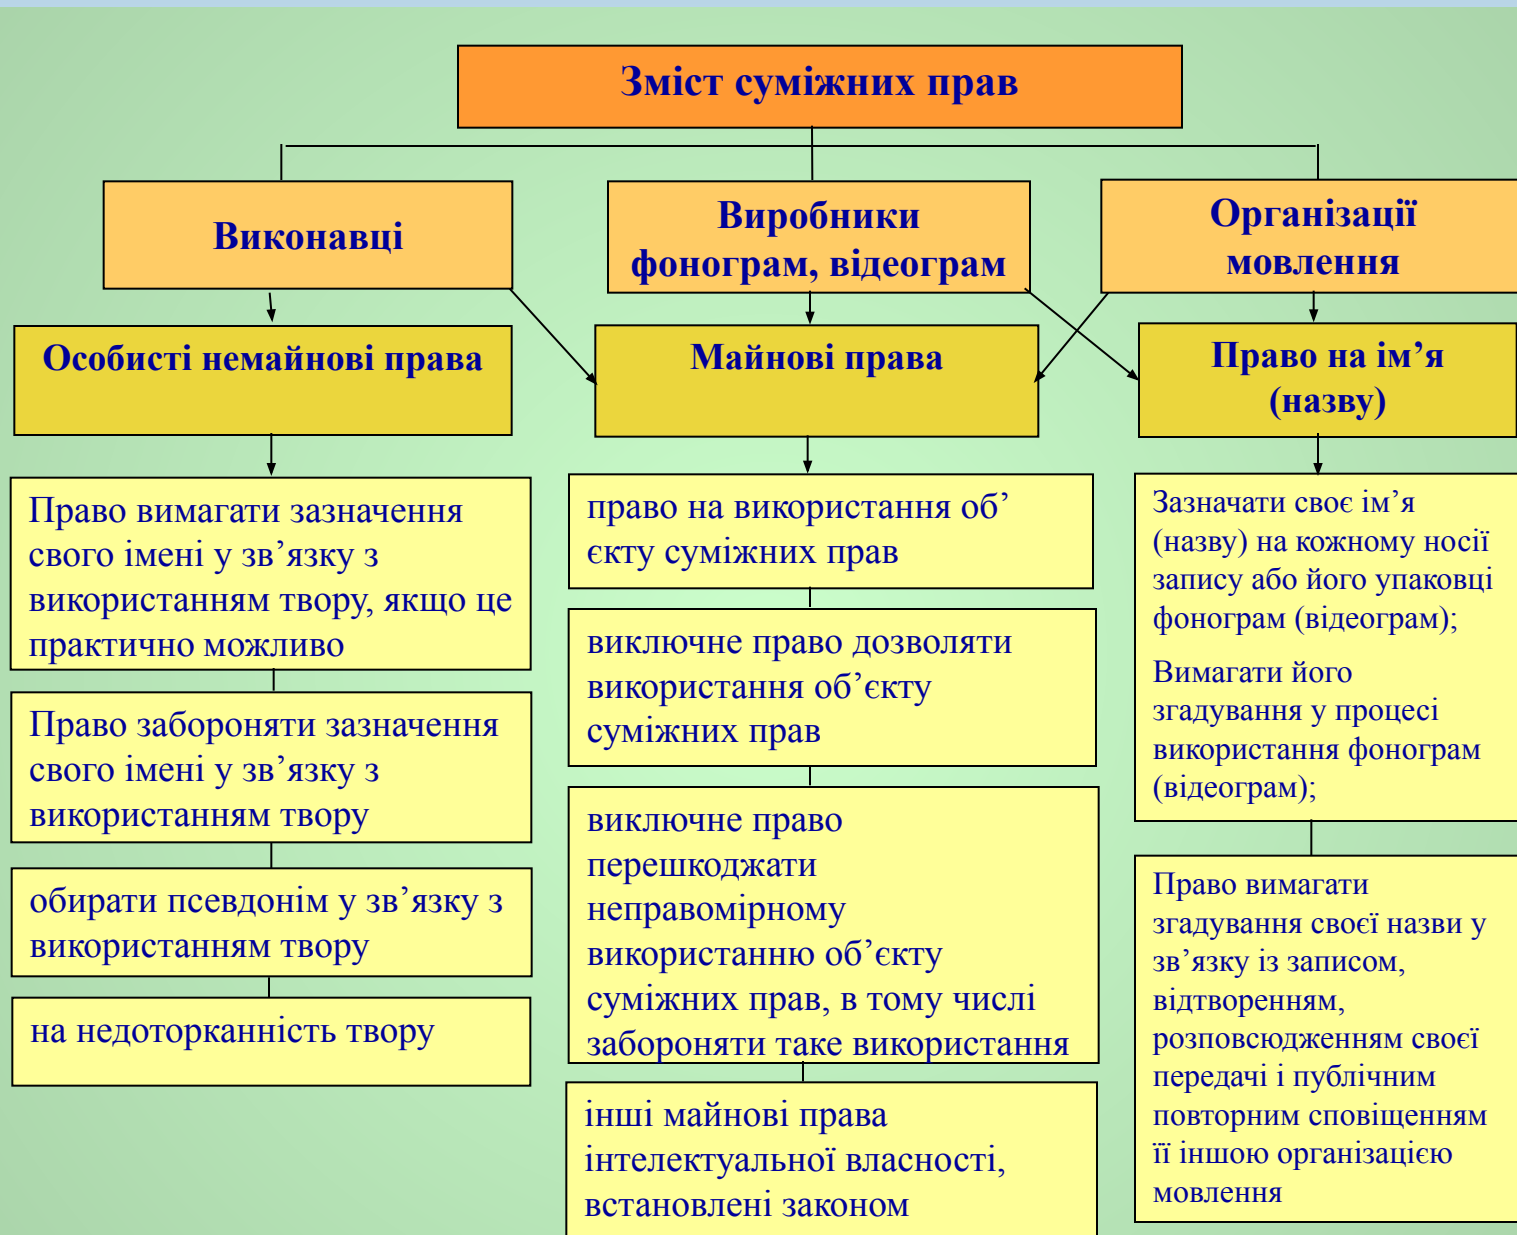 Зміст суміжних прав
Виконавці
Виробники
фонограм, відеограм
Організації
мовлення
Особисті немайнові права
Майнові права
Право на ім’я
(назву)
Право вимагати зазначення
свого імені у зв’язку з
використанням твору, якщо це
практично можливо
Право забороняти зазначення
свого імені у зв’язку з
використанням твору
обирати псевдонім у зв’язку з
використанням твору
на недоторканність твору
право на використання об’
єкту суміжних прав
виключне право дозволяти
використання об’єкту
суміжних прав
виключне право
перешкоджати
неправомірному
використанню об’єкту
суміжних прав, в тому числі
забороняти таке використання
інші майнові права
інтелектуальної власності,
встановлені законом
Зазначати своє ім’я
(назву) на кожному носії
запису або його упаковці
фонограм (відеограм);
Вимагати його
згадування у процесі
використання фонограм
(відеограм);
Право вимагати
згадування своєї назви у
зв’язку із записом,
відтворенням,
розповсюдженням своєї
передачі і публічним
повторним сповіщенням
її іншою організацією
мовлення